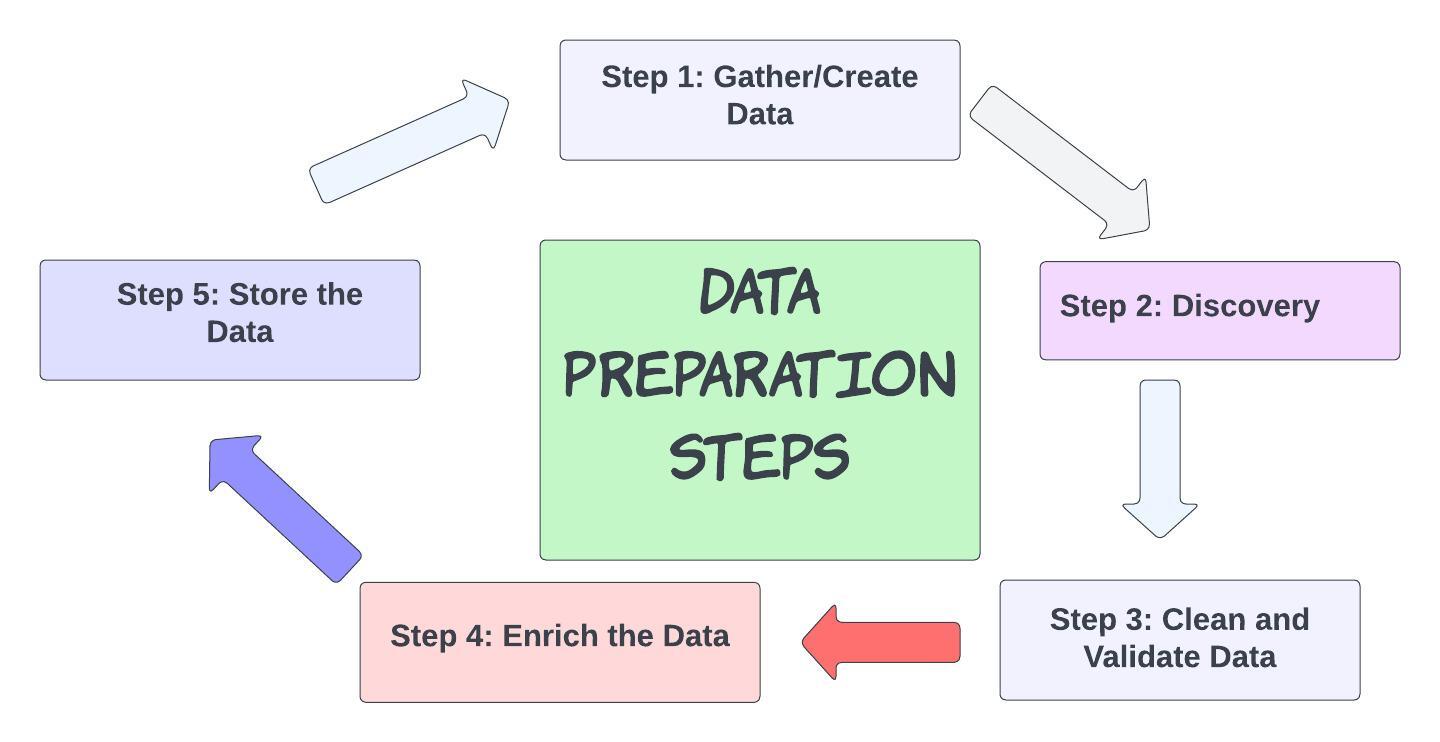 Step 1: Gather/Create
Data
Step 2: Discovery
Step 3: Clean and
Validate Data
Step 4: Enrich the Data
Step 5: Store the
Data
DATA
PREPARATION
STEPS